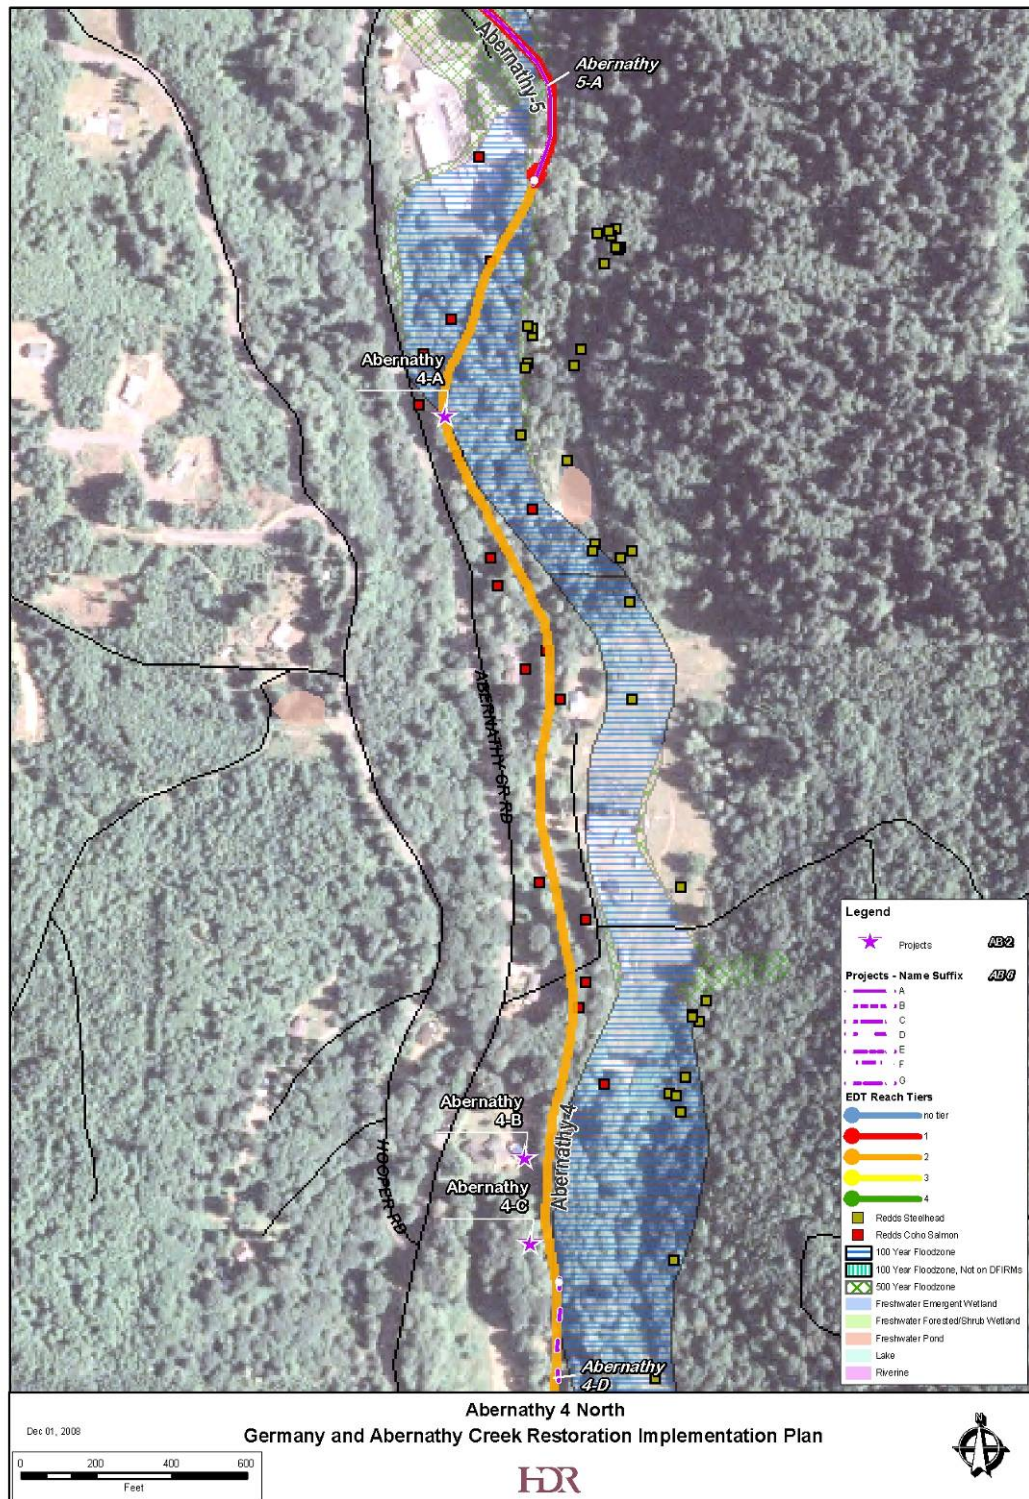 Abernathy-5
Abernathy
5-A
Abernathy
4-A
ABERNATHY CR RD
Abernathy
4-B
Abernathy-4
Abernathy
4-C
HOOPER RD
Abernathy
4-D
Legend
Projects AB-2
Projects - Name Suffix AB-6
A
B
C
D
E
F
G
EDT Reach Tiers
no tier
1
2
3
4
Redds Steelhead
Redds Coho Salmon
100 Year Floodzone
100 Year Floodzone, Not on DFIRMs
500 Year Floodzone
Freshwater Emergent Wetland
Freshwater Forested/Shrub Wetland
Freshwater Pond
Lake
Riverine
Dec 01, 2008
Abernathy 4 North
Germany and Abernathy Creek Restoration Implementation Plan
0 200 400 600
Feet
HDR
N